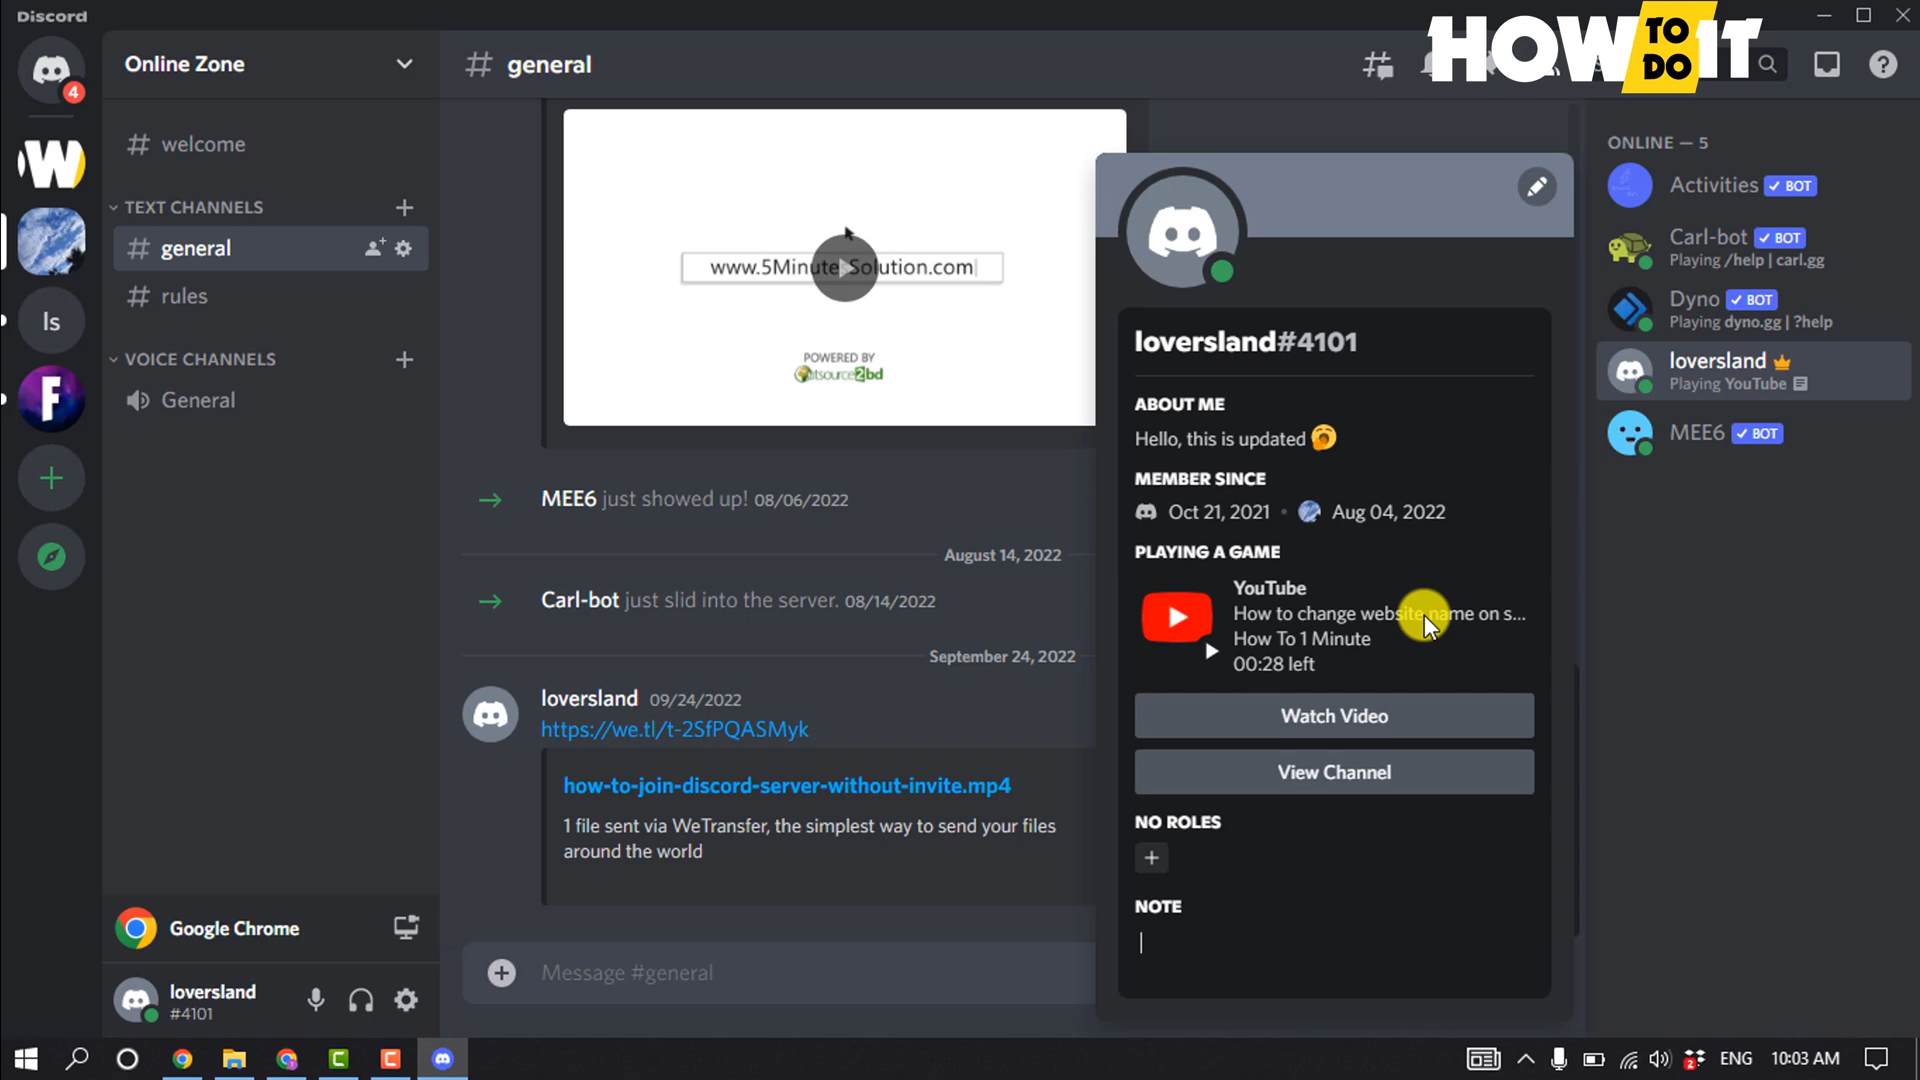 Discord
HOW TO DO IT
4
Online Zone
general
welcome
TEXT CHANNELS
general
rules
VOICE CHANNELS
General
W
ls
F
www.5MinuteSolution.com
POWERED BY
utsource2bd
MEE6 just showed up! 08/06/2022
August 14, 2022
Carl-bot just slid into the server. 08/14/2022
September 24, 2022
loversland 09/24/2022
https://we.tl/t-2SfPQASMyk
how-to-join-discord-server-without-invite.mp4
1 file sent via WeTransfer, the simplest way to send your files
around the world
Message #general
loversland#4101
ABOUT ME
Hello, this is updated
MEMBER SINCE
Oct 21, 2021 • Aug 04, 2022
PLAYING A GAME
YouTube
How to change website name on s...
How To 1 Minute
00:28 left
Watch Video
View Channel
NO ROLES
NOTE
ONLINE — 5
Activities ✓ BOT
Carl-bot ✓ BOT
Playing /help | carl.gg
Dyno ✓ BOT
Playing dyno.gg | ?help
loversland
Playing YouTube
MEE6 ✓ BOT
Google Chrome
loversland
#4101
2
ENG
10:03 AM